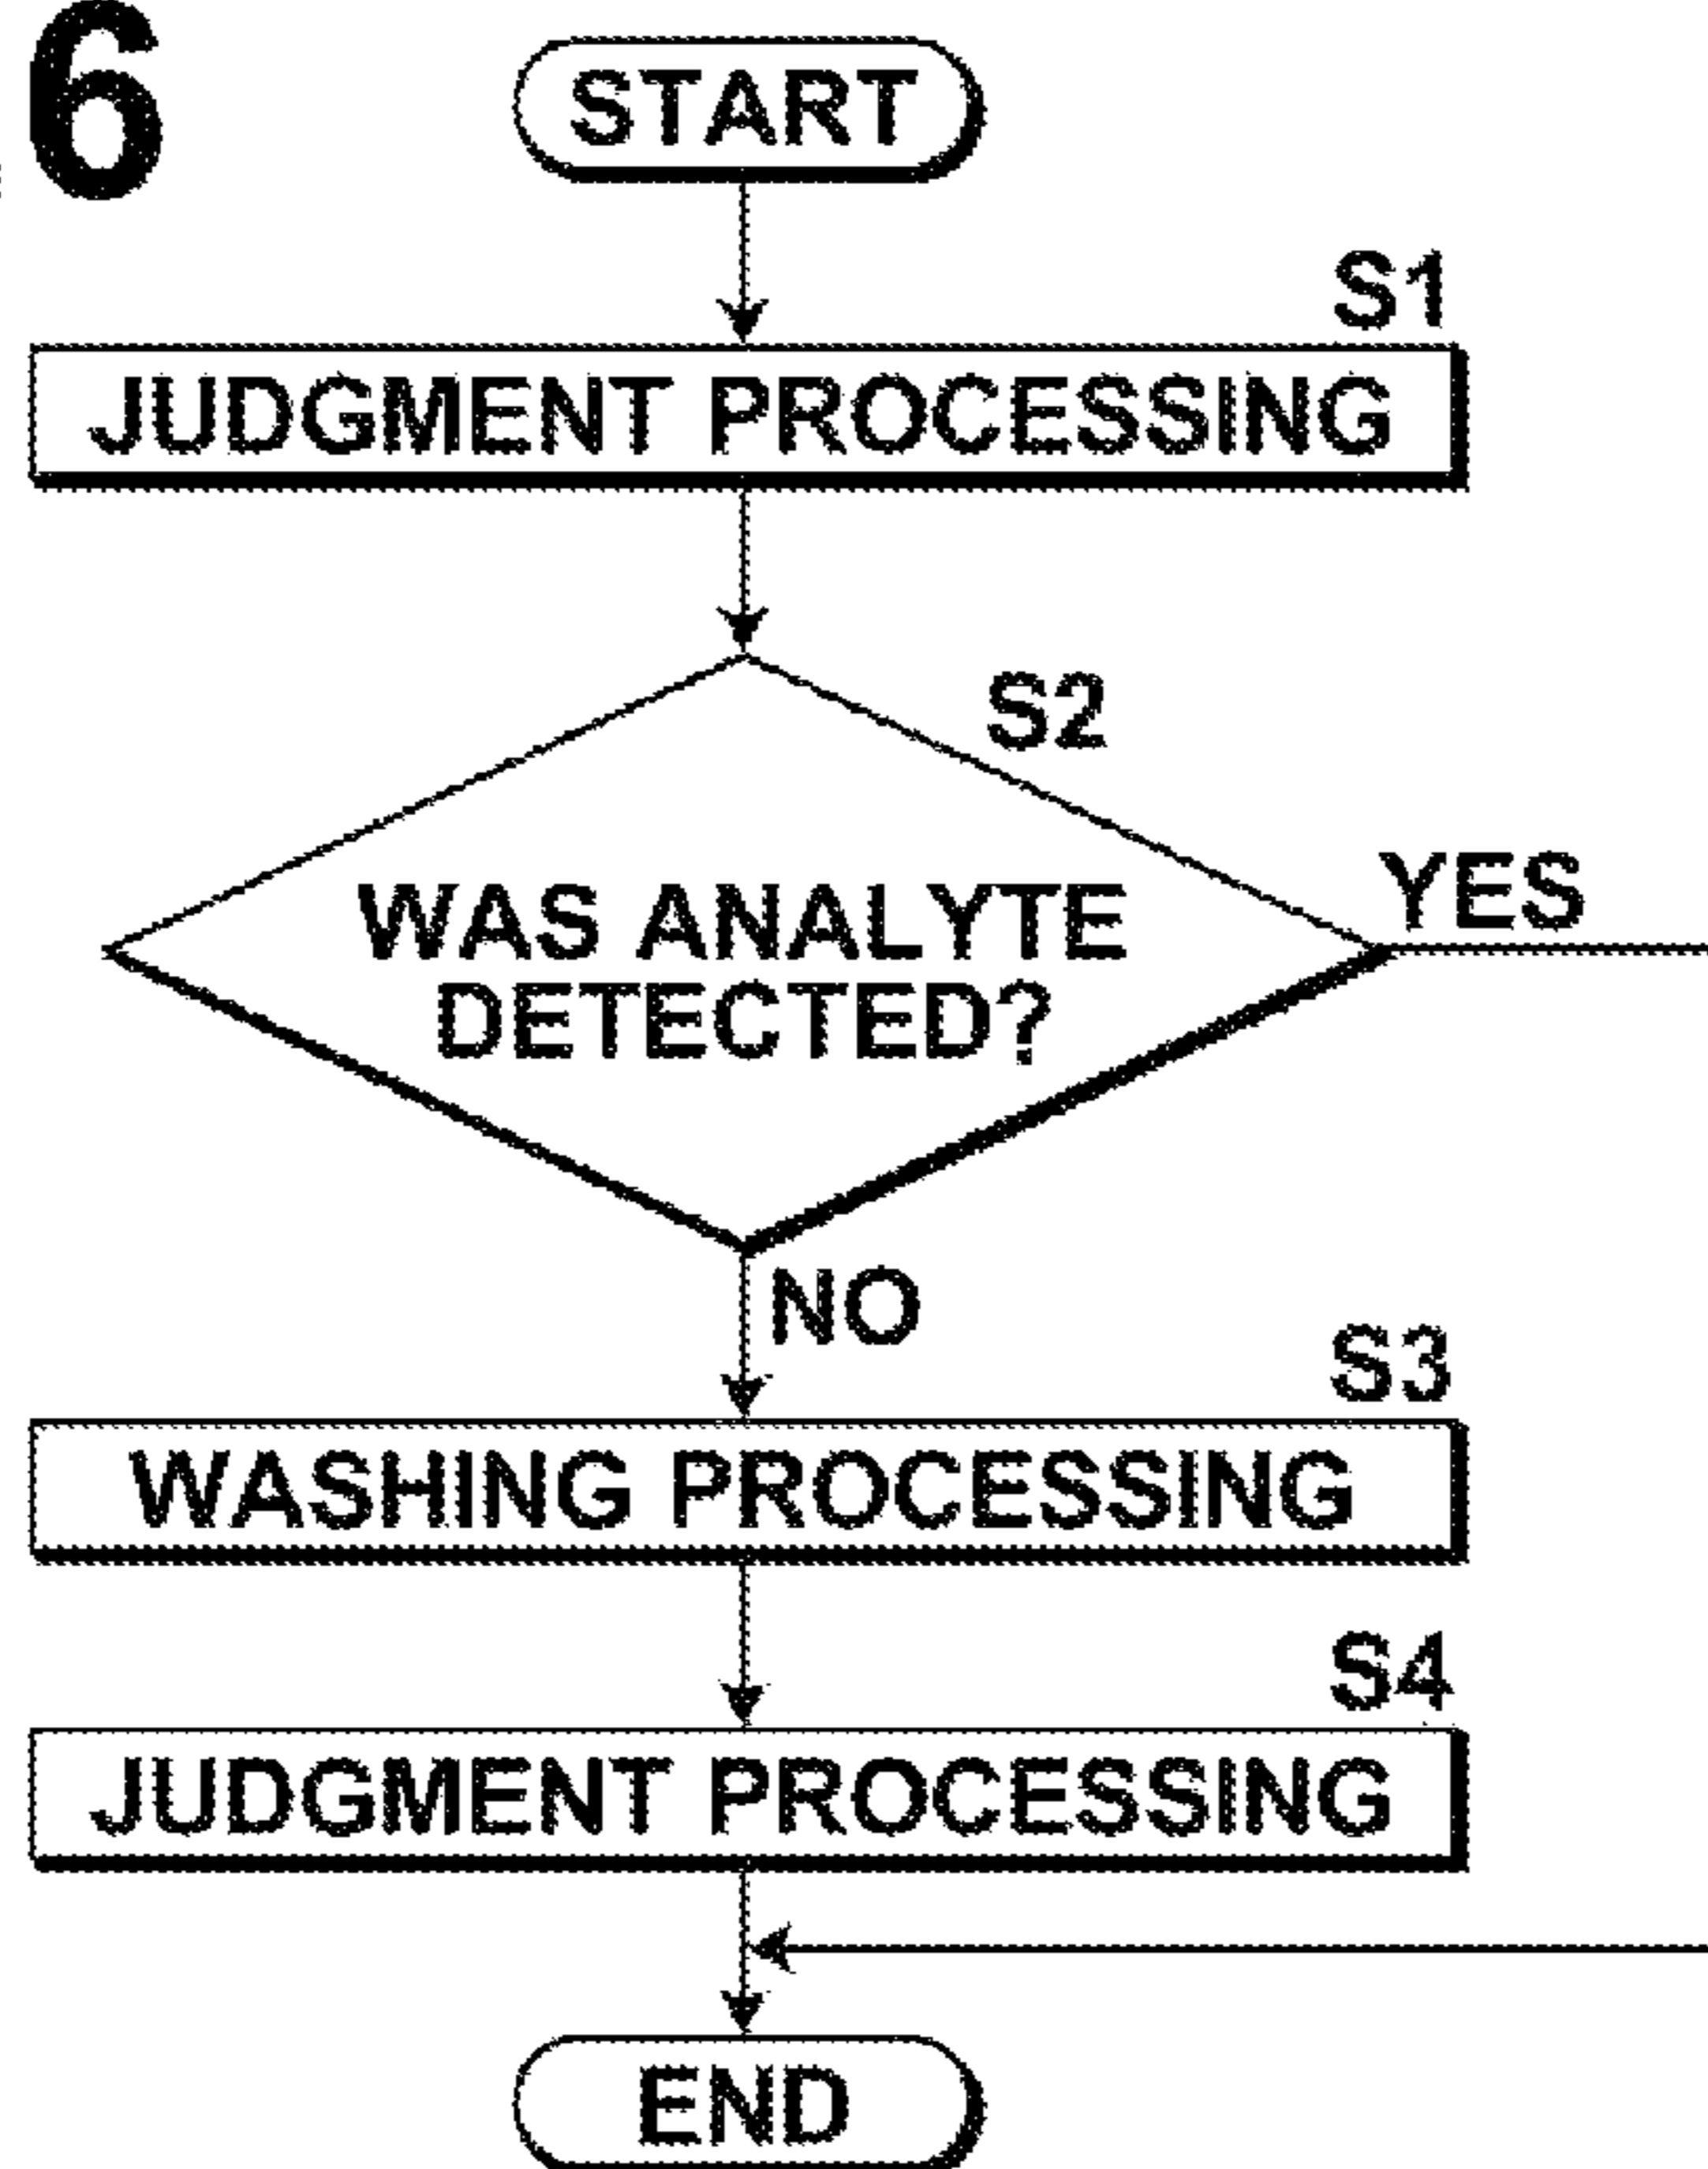 6
START
S1
JUDGMENT PROCESSING
S2
WAS ANALYTE
DETECTED?
YES
NO
S3
WASHING PROCESSING
S4
JUDGMENT PROCESSING
END